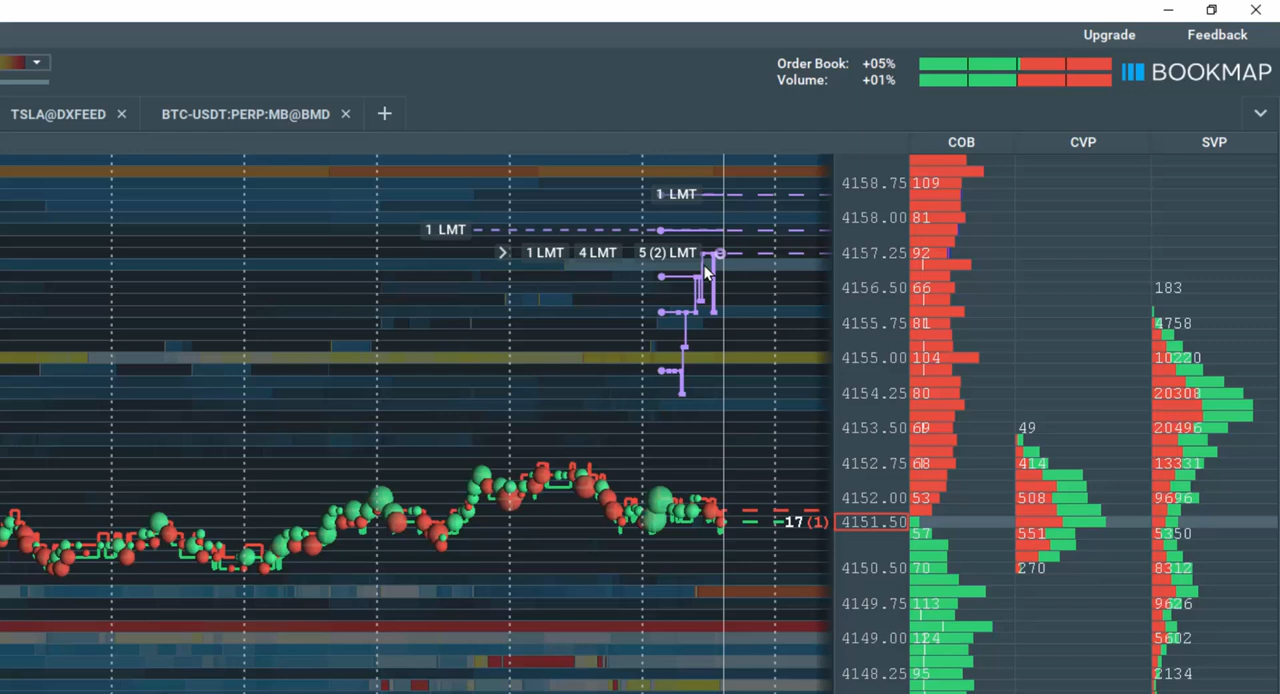 Upgrade Feedback
Order Book: +05%
Volume: +01%
BOOKMAP
TSLA@DXFEED × BTC-USDT:PERP:MB@BMD × +
COB CVP SVP
1 LMT
4158.75 109
4158.00 81
1 LMT
1 LMT 4 LMT 5 (2) LMT
4157.25 92
4156.50 66 183
4155.75 81 4758
4155.00 104 10220
4154.25 80 20308
4153.50 69 49 20496
4152.75 68 414 13331
4152.00 53 508 9696
17 (1) 4151.50
57 551 5350
4150.50 70 270 8312
4149.75 113 9626
4149.00 124 5602
4148.25 95 2134